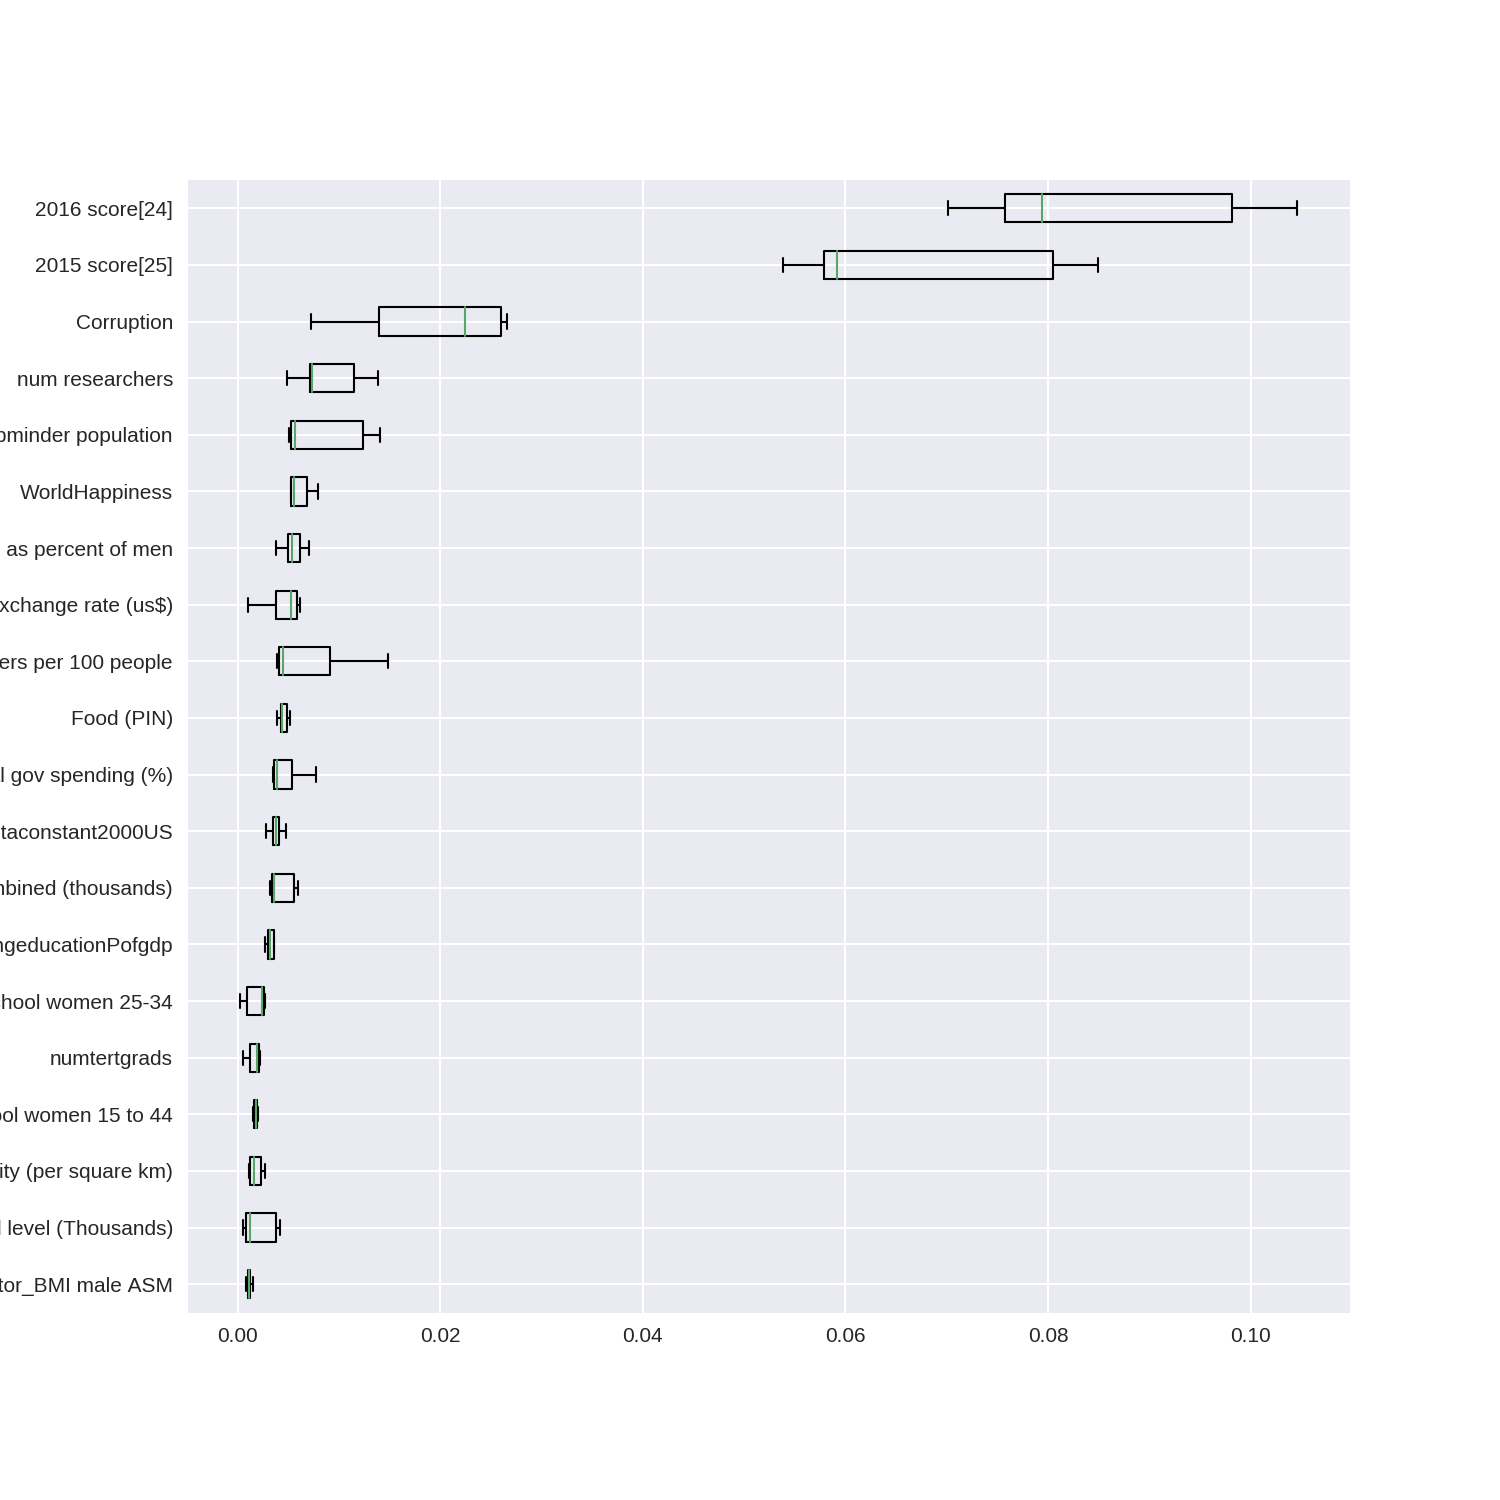 2016 score[24]
2015 score[25]
Corruption
num researchers
pminder population
WorldHappiness
as percent of men
xchange rate (us$)
ers per 100 people
Food (PIN)
l gov spending (%)
taconstant2000US
nbined (thousands)
ngeducationPofgdp
hool women 25-34
numtertgrads
ool women 15 to 44
ity (per square km)
l level (Thousands)
tor_BMI male ASM
0.00 0.02 0.04 0.06 0.08 0.10